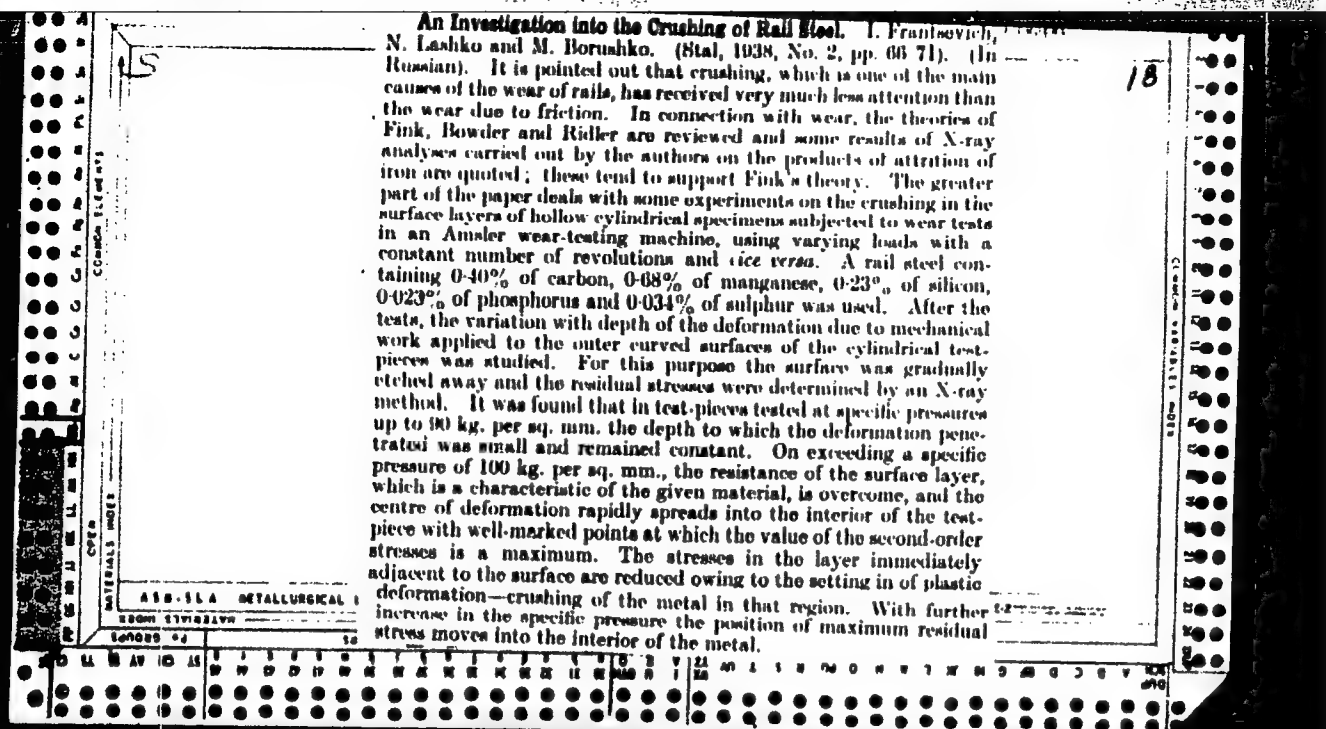 An Investigation into the Crushing of Rail Steel. I. Frantsevich,
N. Lashko and M. Borushko. (Stal, 1938, No. 2, pp. 66 71). (In
Russian). It is pointed out that crushing, which is one of the main
causes of the wear of rails, has received very much less attention than
the wear due to friction. In connection with wear, the theories of
Fink, Bowder and Ridler are reviewed and some results of X-ray
analyses carried out by the authors on the products of attrition of
iron are quoted; these tend to support Fink's theory. The greater
part of the paper deals with some experiments on the crushing in the
surface layers of hollow cylindrical specimens subjected to wear tests
in an Amsler wear-testing machine, using varying loads with a
constant number of revolutions and vice versa. A rail steel con-
taining 0·40% of carbon, 0·68% of manganese, 0·23% of silicon,
0·023% of phosphorus and 0·034% of sulphur was used. After the
tests, the variation with depth of the deformation due to mechanical
work applied to the outer curved surfaces of the cylindrical test-
pieces was studied. For this purpose the surface was gradually
etched away and the residual stresses were determined by an X-ray
method. It was found that in test-pieces tested at specific pressures
up to 90 kg. per sq. mm. the depth to which the deformation pene-
trated was small and remained constant. On exceeding a specific
pressure of 100 kg. per sq. mm., the resistance of the surface layer,
which is a characteristic of the given material, is overcome, and the
centre of deformation rapidly spreads into the interior of the test-
piece with well-marked points at which the value of the second-order
stresses is a maximum. The stresses in the layer immediately
adjacent to the surface are reduced owing to the setting in of plastic
deformation—crushing of the metal in that region. With further
increase in the specific pressure the position of maximum residual
stress moves into the interior of the metal.
18
S
COMMON ELEMENTS
OPEN
MATERIALS INDEX
ASB-SLA METALLURGICAL
MATERIALS INDEX